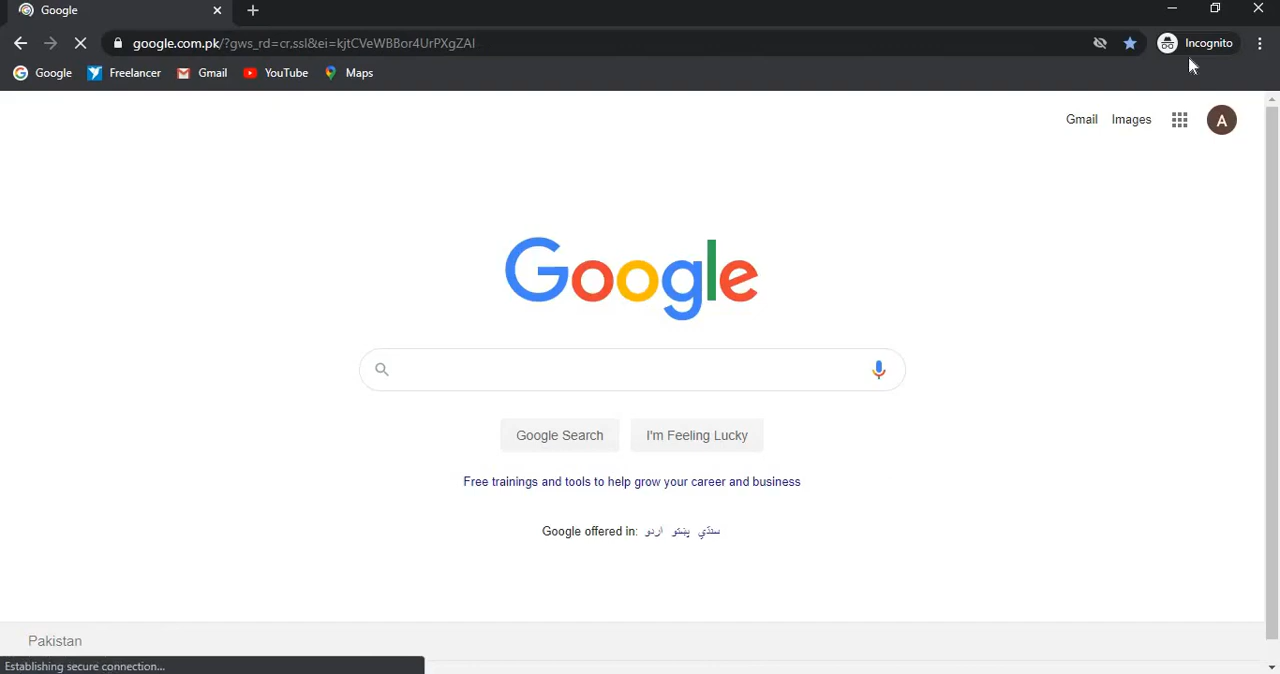 Google
google.com.pk/?gws_rd=cr,ssl&ei=kjtCVeWBBor4UrPXgZAI
Incognito
Google Freelancer Gmail YouTube Maps
Gmail Images A
Google
Google Search I'm Feeling Lucky
Free trainings and tools to help grow your career and business
Google offered in: اردو پښتو سنڌي
Pakistan
Establishing secure connection...